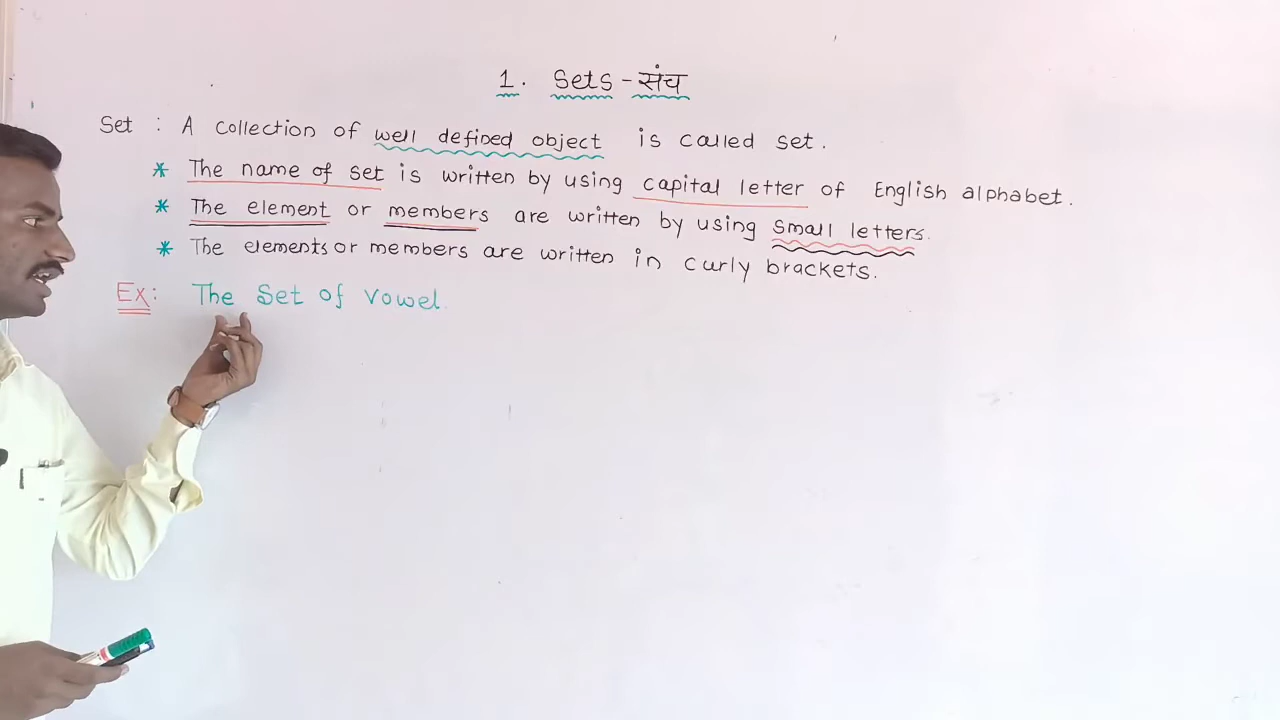 1. Sets - संच
Set : A collection of well defined object is called set.
* The name of set is written by using capital letter of English alphabet.
* The element or members are written by using small letters.
* The elements or members are written in curly brackets.
Ex: The Set of vowel.